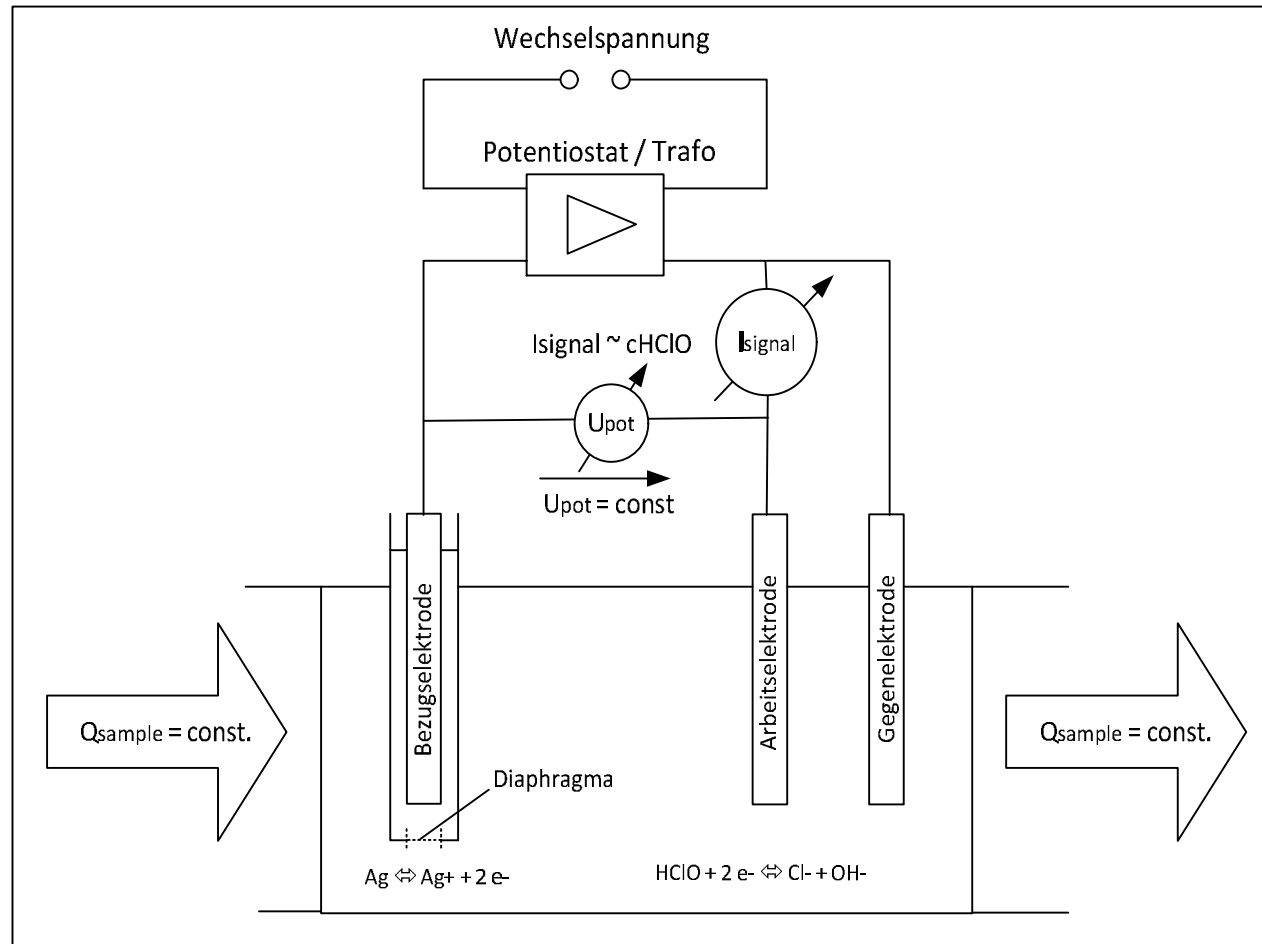 Wechselspannung
Potentiostat / Trafo
Isignal ~ cHClO
Isignal
Upot
Upot = const
Bezugselektrode
Arbeitselektrode
Gegenelektrode
Qsample = const.
Qsample = const.
Diaphragma
Ag ⇔ Ag+ + 2 e-
HClO + 2 e- ⇔ Cl- + OH-